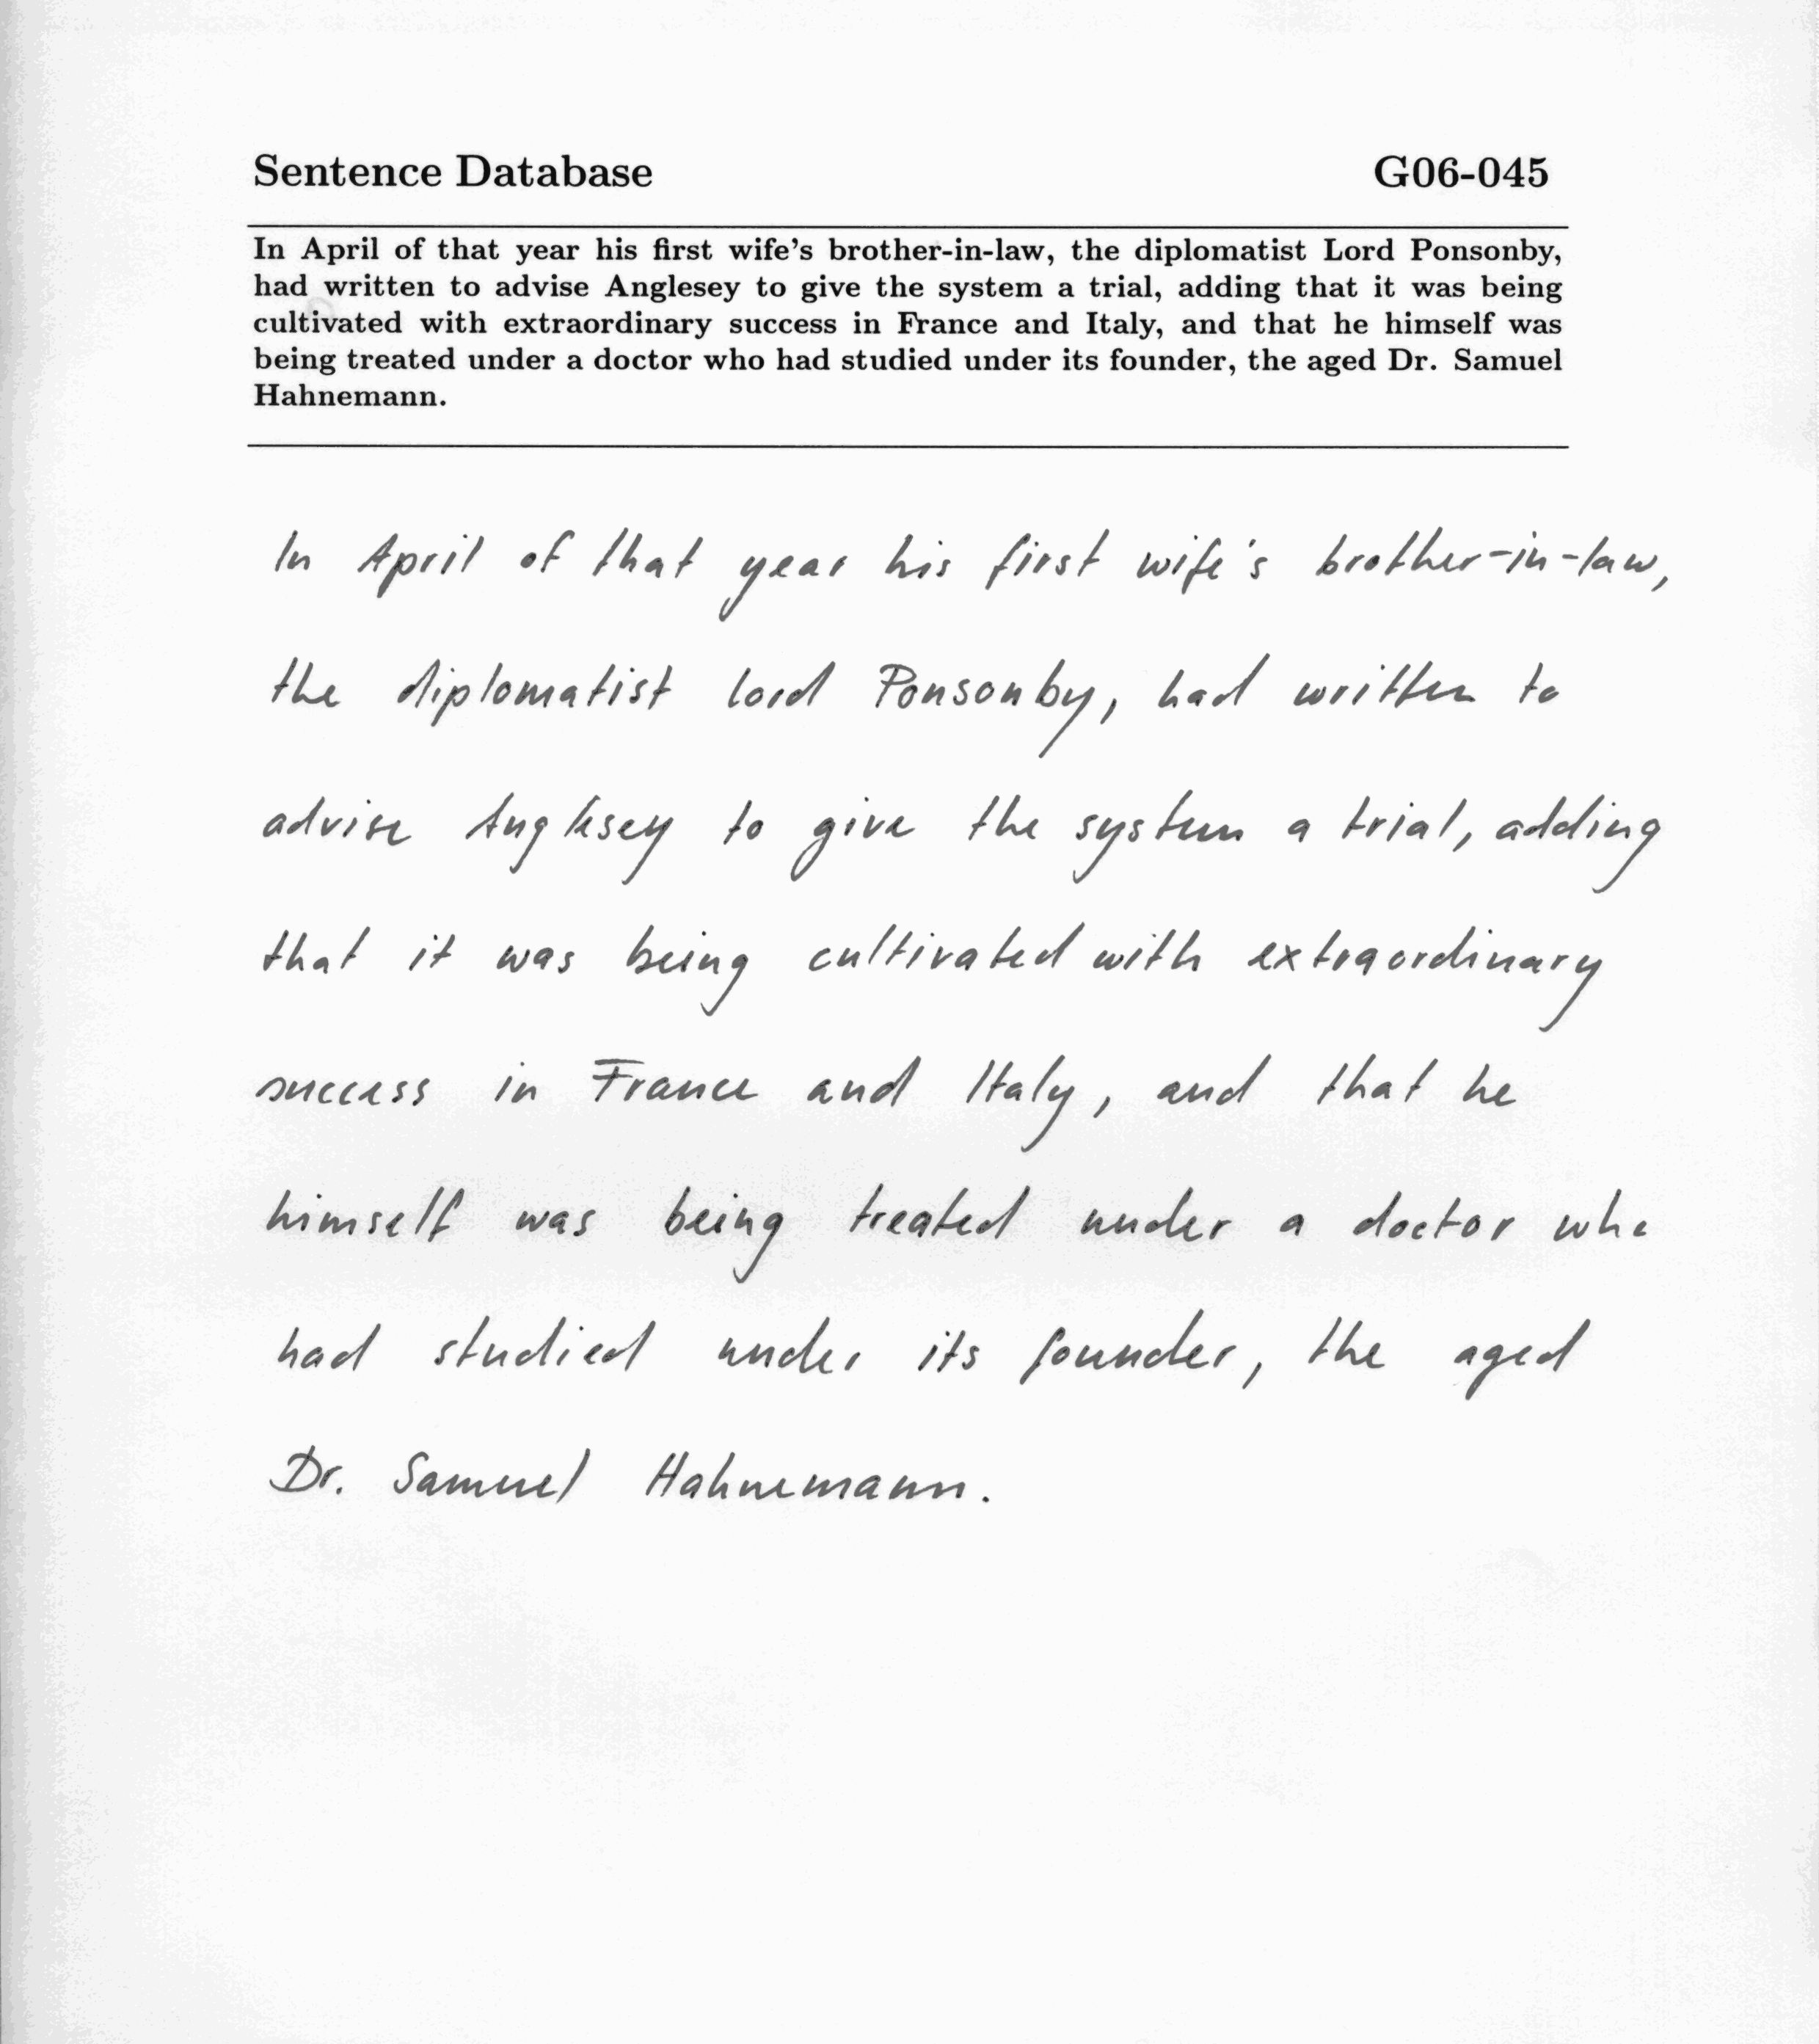 Sentence Database G06-045
In April of that year his first wife's brother-in-law, the diplomatist Lord Ponsonby,
had written to advise Anglesey to give the system a trial, adding that it was being
cultivated with extraordinary success in France and Italy, and that he himself was
being treated under a doctor who had studied under its founder, the aged Dr. Samuel
Hahnemann.
In April of that year his first wife's brother-in-law,
the diplomatist lord Ponsonby, had written to
advise Anglesey to give the system a trial, adding
that it was being cultivated with extraordinary
success in France and Italy, and that he
himself was being treated under a doctor who
had studied under its founder, the aged
Dr. Samuel Hahnemann.